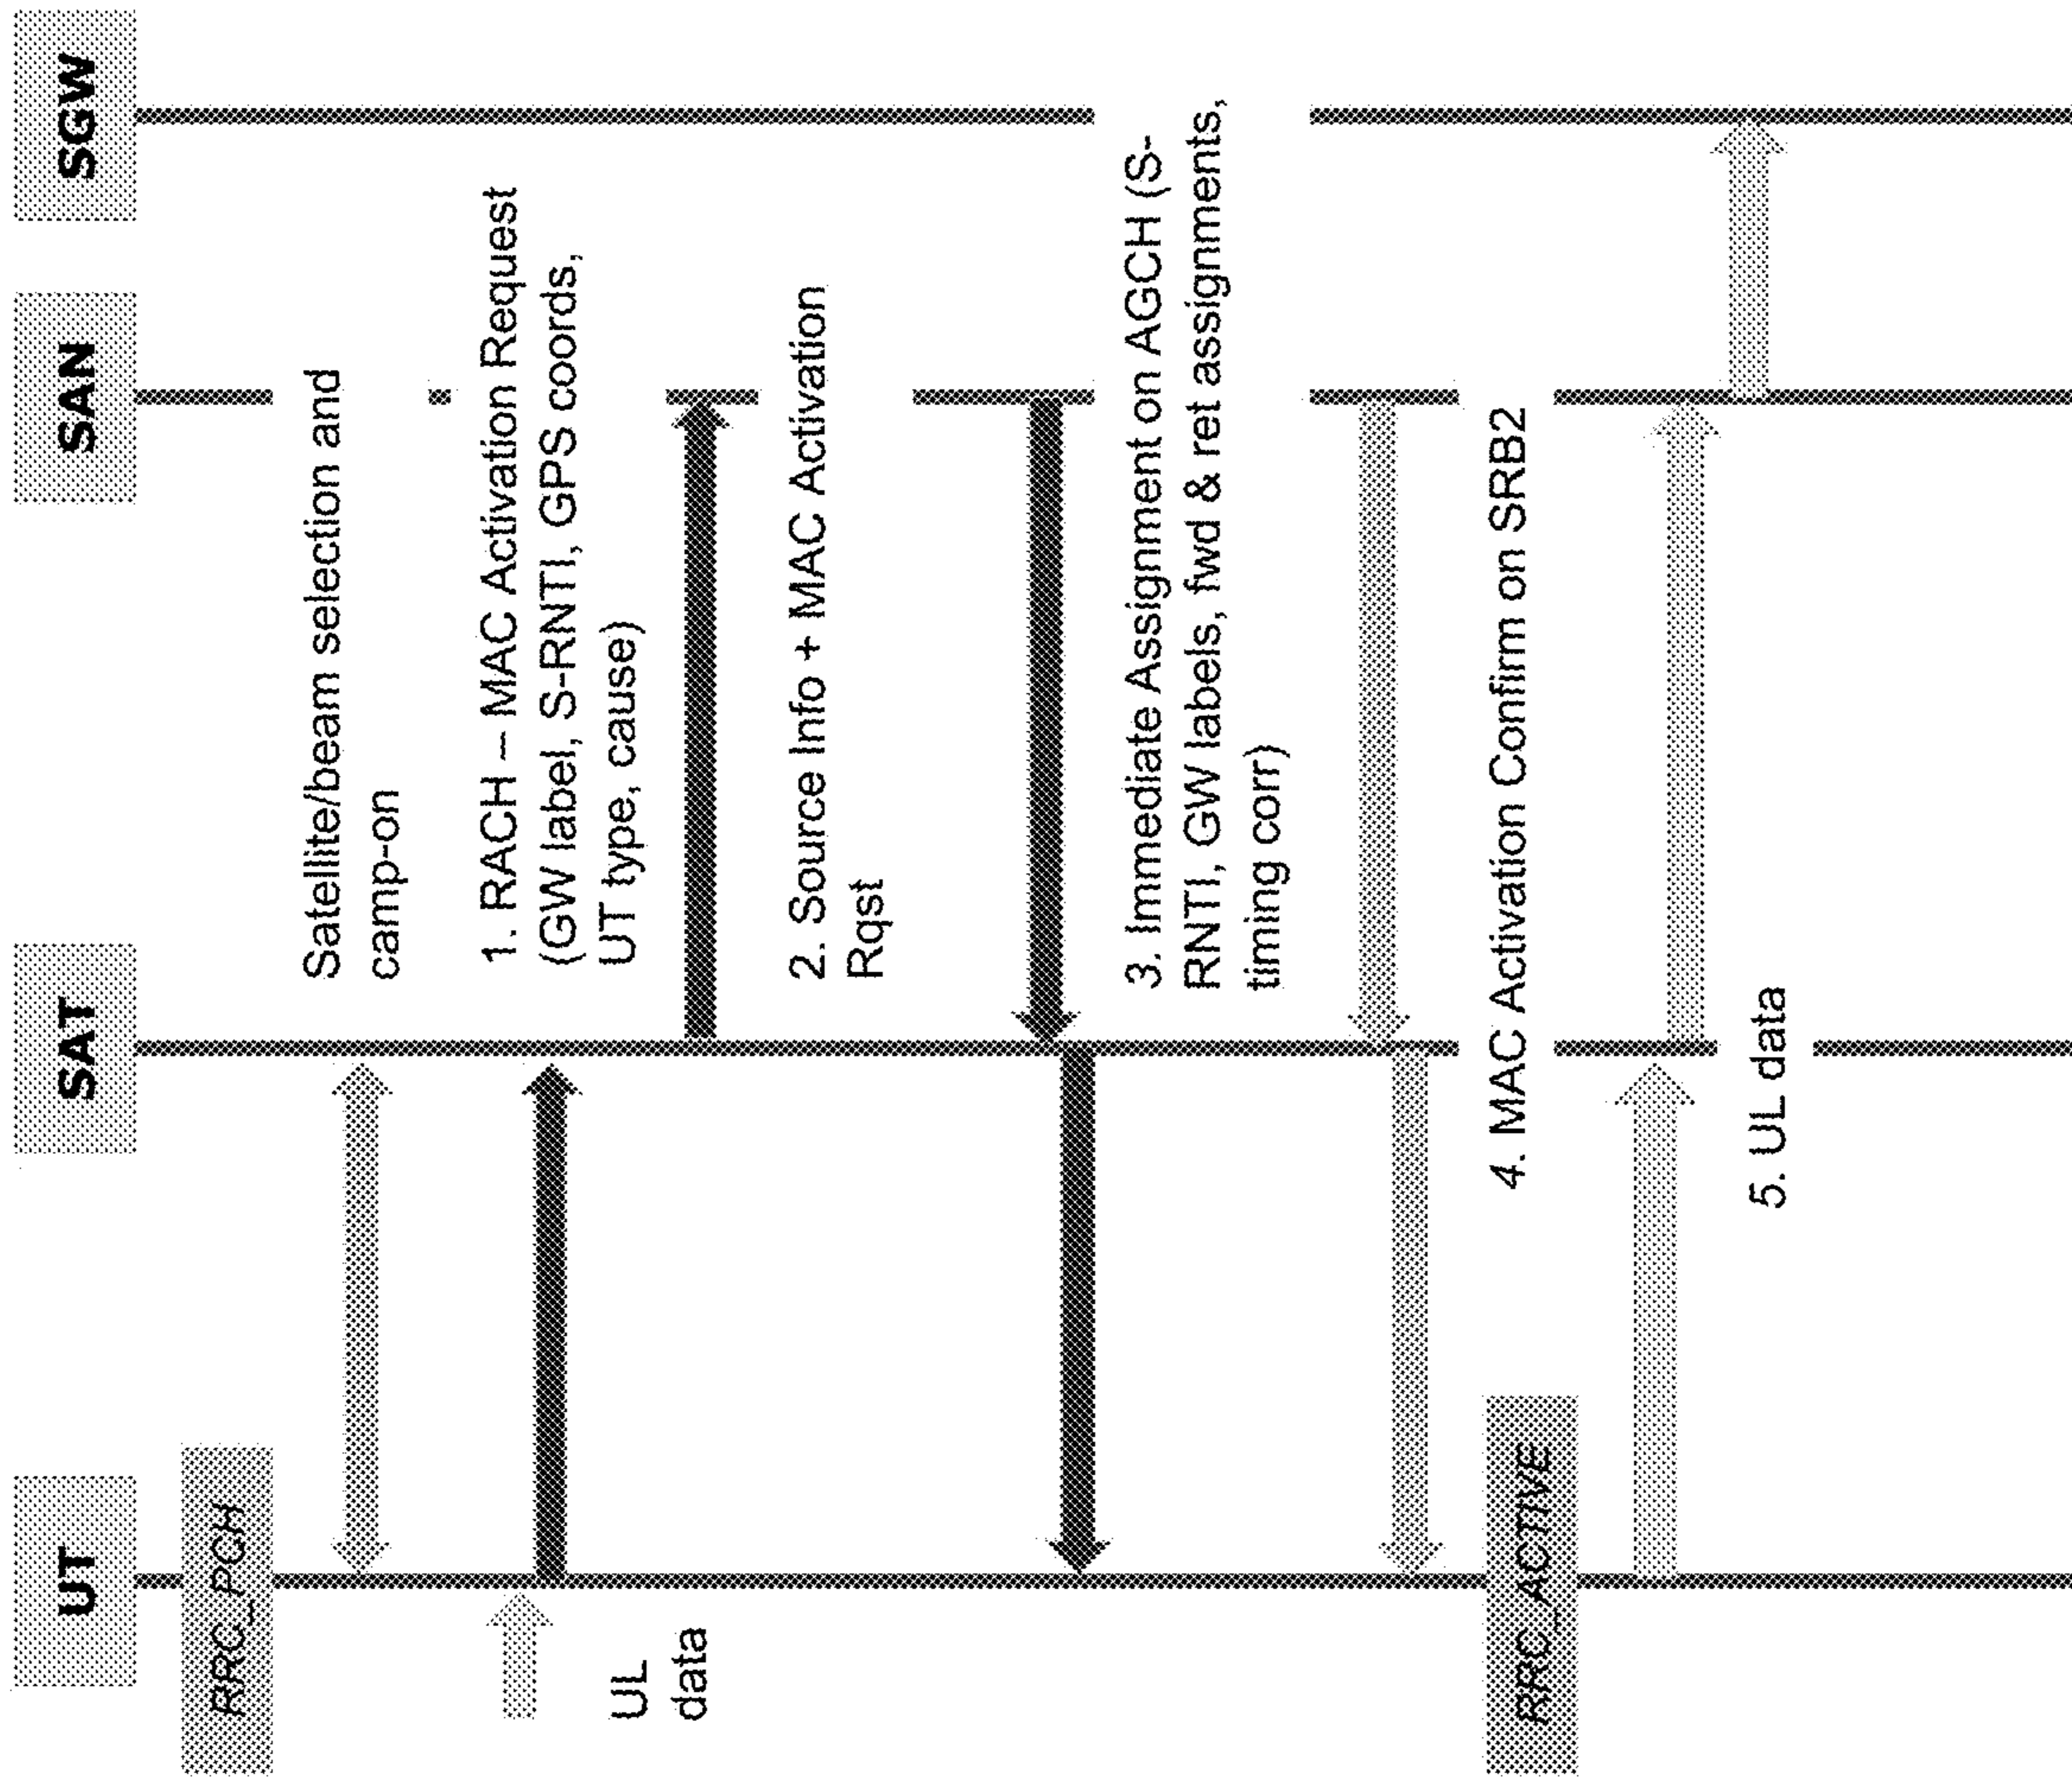 UT
SAT
SAN
SGW
RRC_PCH
Satellite/beam selection and
camp-on
UL
data
1. RACH – MAC Activation Request
(GW label, S-RNTI, GPS coords,
UT type, cause)
2. Source Info + MAC Activation
Rqst
3. Immediate Assignment on AGCH (S-
RNTI, GW labels, fwd & ret assignments,
timing corr)
4. MAC Activation Confirm on SRB2
RRC_ACTIVE
5. UL data